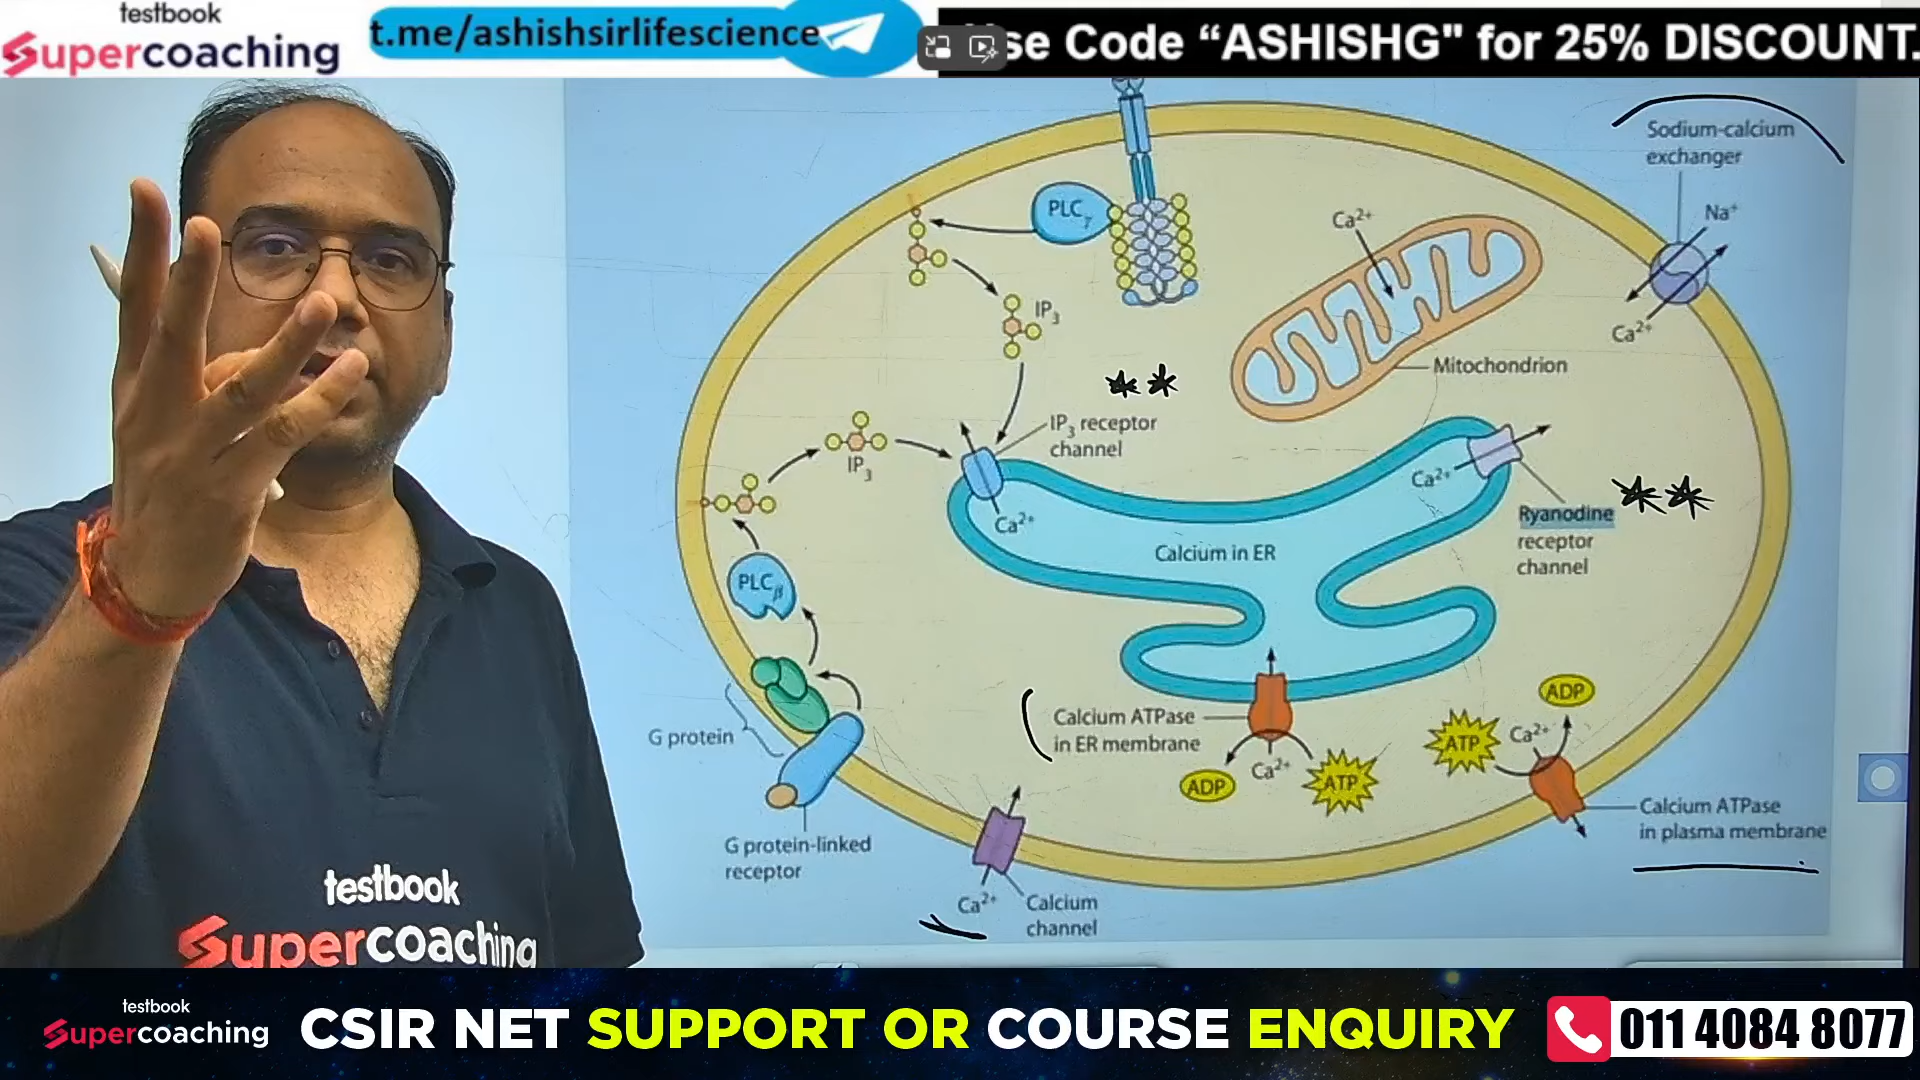 testbook
Supercoaching
t.me/ashishsirlifescience
se Code “ASHISHG" for 25% DISCOUNT.
Sodium-calcium
exchanger
Na+
Ca2+
PLCγ
Ca2+
Mitochondrion
IP3
IP3 receptor
channel
IP3
Ca2+
Ca2+
Ryanodine
receptor
channel
Calcium in ER
PLCβ
G protein
G protein-linked
receptor
Calcium ATPase
in ER membrane
ADP
Ca2+
ATP
ATP
Ca2+
ADP
Calcium ATPase
in plasma membrane
Ca2+
Calcium
channel
testbook
Supercoaching
testbook
Supercoaching
CSIR NET SUPPORT OR COURSE ENQUIRY
011 4084 8077